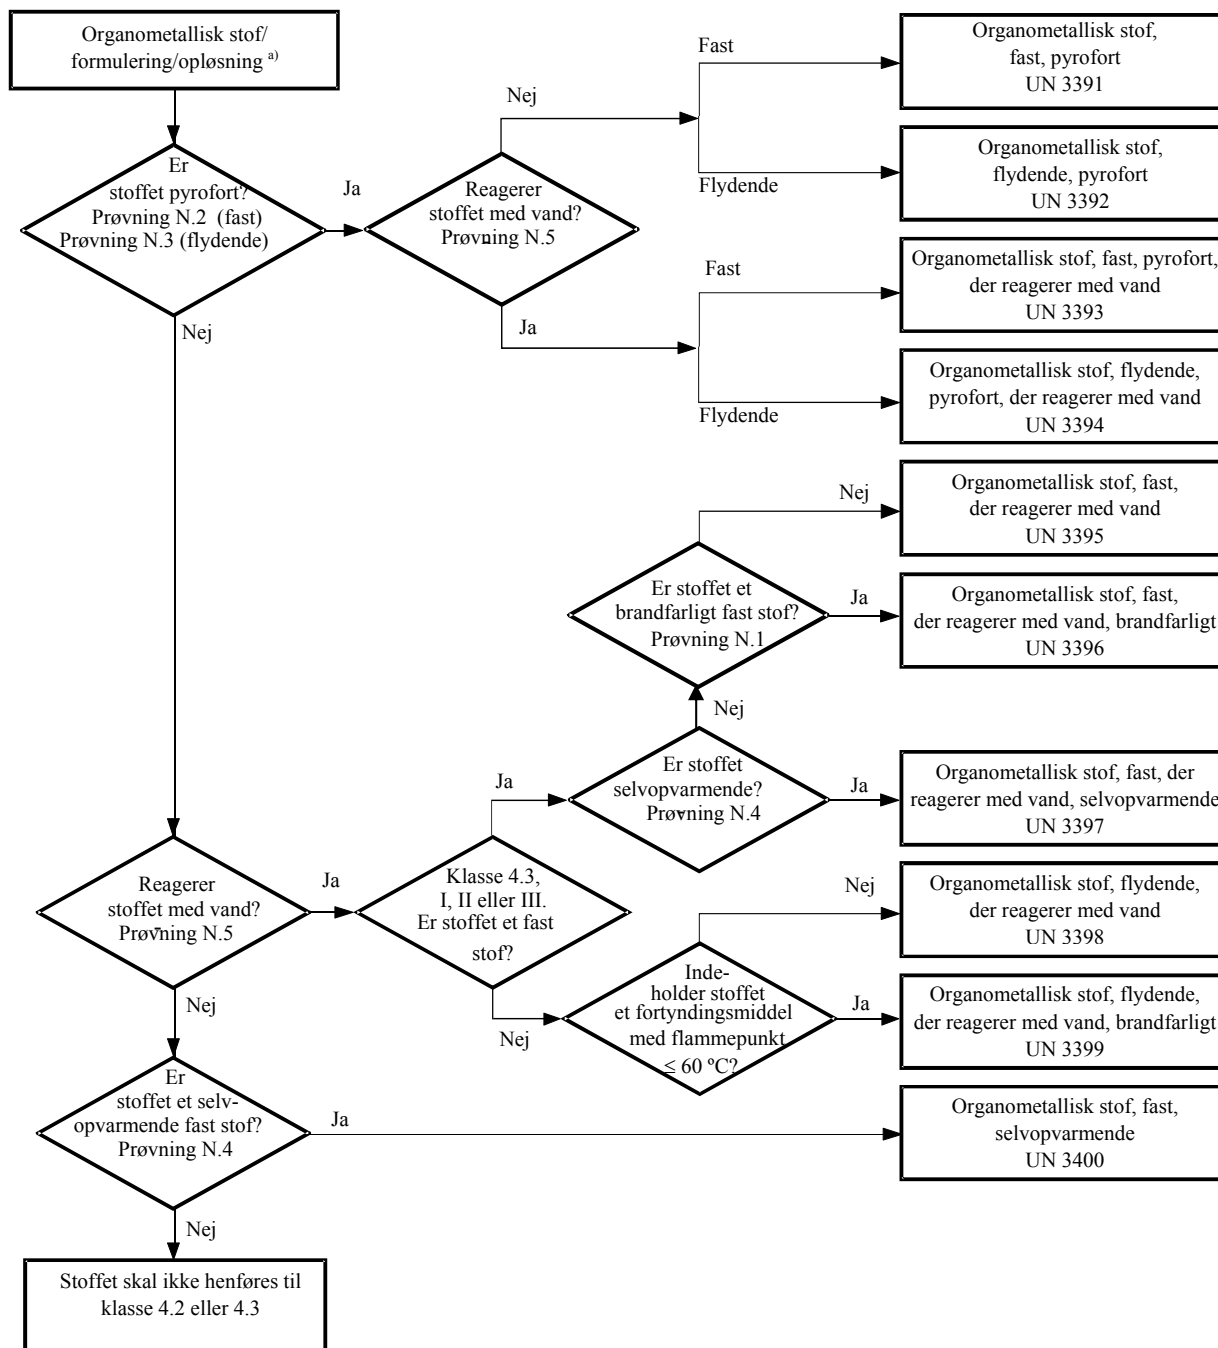 Organometallisk stof/
formulering/opløsning a)
Er
stoffet pyrofort?
Prøvning N.2 (fast)
Prøvning N.3 (flydende)
Ja
Nej
Reagerer
stoffet med vand?
Prøvning N.5
Nej
Ja
Fast
Flydende
Fast
Flydende
Organometallisk stof,
fast, pyrofort
UN 3391
Organometallisk stof,
flydende, pyrofort
UN 3392
Organometallisk stof, fast, pyrofort,
der reagerer med vand
UN 3393
Organometallisk stof, flydende,
pyrofort, der reagerer med vand
UN 3394
Nej
Organometallisk stof, fast,
der reagerer med vand
UN 3395
Er stoffet et
brandfarligt fast stof?
Prøvning N.1
Ja
Organometallisk stof, fast,
der reagerer med vand, brandfarligt
UN 3396
Nej
Er stoffet
selvopvarmende?
Prøvning N.4
Ja
Organometallisk stof, fast, der
reagerer med vand, selvopvarmende
UN 3397
Reagerer
stoffet med vand?
Prøvning N.5
Ja
Nej
Klasse 4.3,
I, II eller III.
Er stoffet et fast
stof?
Ja
Nej
Nej
Organometallisk stof, flydende,
der reagerer med vand
UN 3398
Inde-
holder stoffet
et fortyndingsmiddel
med flammepunkt
≤ 60 ºC?
Ja
Organometallisk stof, flydende,
der reagerer med vand, brandfarligt
UN 3399
Er
stoffet et selv-
opvarmende fast stof?
Prøvning N.4
Ja
Organometallisk stof, fast,
selvopvarmende
UN 3400
Nej
Stoffet skal ikke henføres til
klasse 4.2 eller 4.3